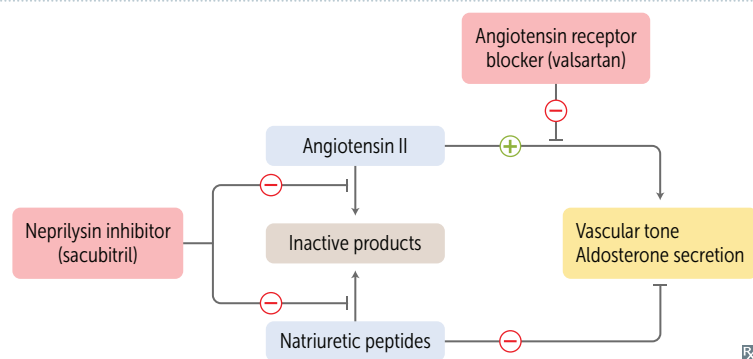 Angiotensin receptor
blocker (valsartan)
Angiotensin II
Neprilysin inhibitor
(sacubitril)
Inactive products
Vascular tone
Aldosterone secretion
Natriuretic peptides